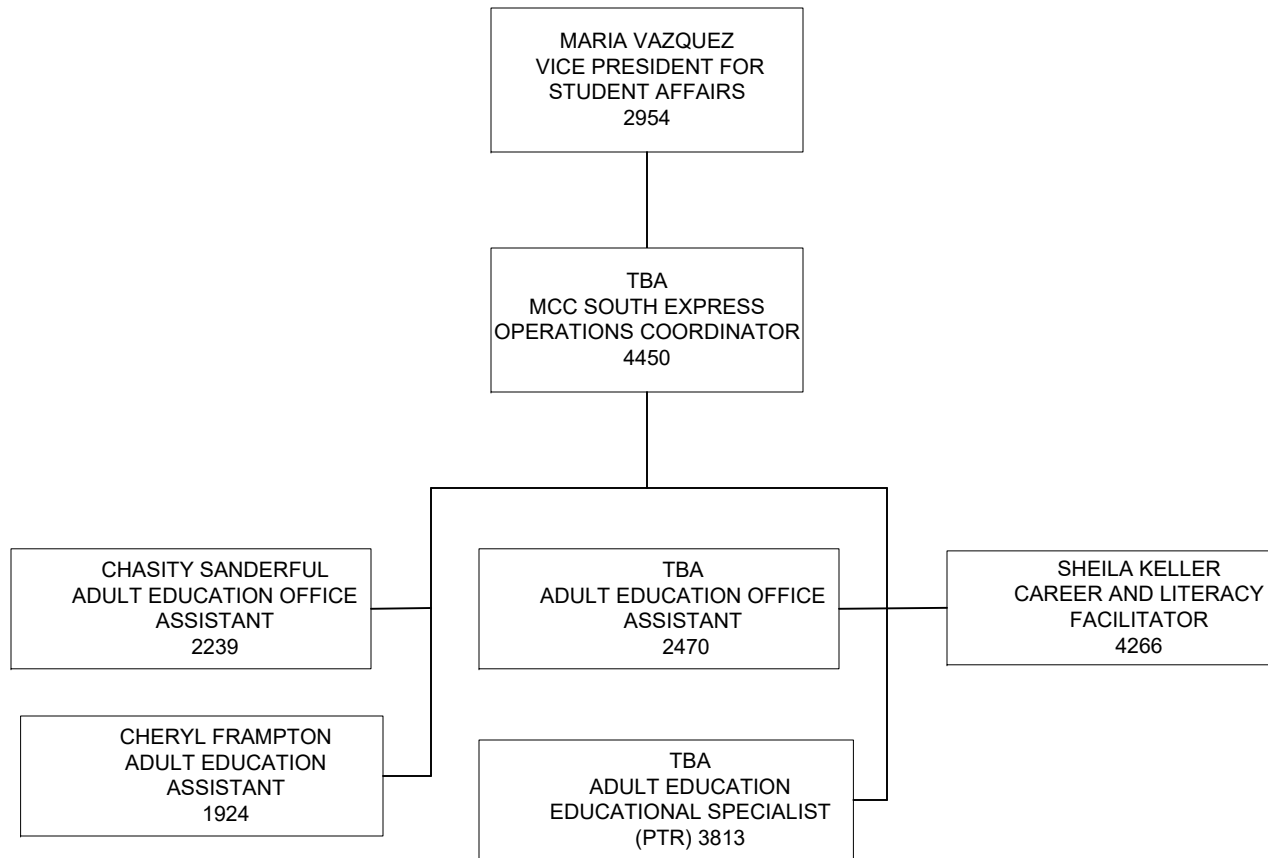 MARIA VAZQUEZ
VICE PRESIDENT FOR
STUDENT AFFAIRS
2954
TBA
MCC SOUTH EXPRESS
OPERATIONS COORDINATOR
4450
CHASITY SANDERFUL
ADULT EDUCATION OFFICE
ASSISTANT
2239
TBA
ADULT EDUCATION OFFICE
ASSISTANT
2470
SHEILA KELLER
CAREER AND LITERACY
FACILITATOR
4266
CHERYL FRAMPTON
ADULT EDUCATION
ASSISTANT
1924
TBA
ADULT EDUCATION
EDUCATIONAL SPECIALIST
(PTR) 3813